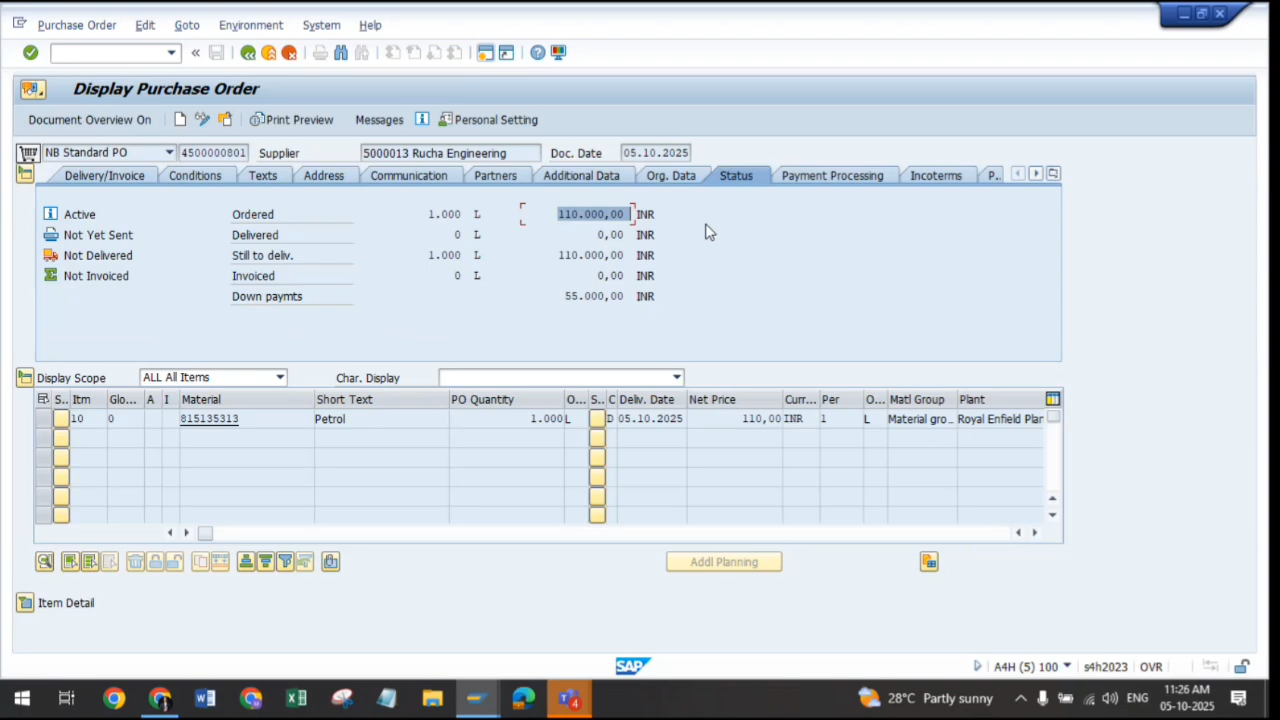 Purchase Order Edit Goto Environment System Help
«
Display Purchase Order
Document Overview On Print Preview Messages Personal Setting
NB Standard PO 4500000801 Supplier 5000013 Rucha Engineering Doc. Date 05.10.2025
Delivery/Invoice Conditions Texts Address Communication Partners Additional Data Org. Data Status Payment Processing Incoterms P..
Active Ordered 1.000 L 110.000,00 INR
Not Yet Sent Delivered 0 L 0,00 INR
Not Delivered Still to deliv. 1.000 L 110.000,00 INR
Not Invoiced Invoiced 0 L 0,00 INR
Down paymts 55.000,00 INR
Display Scope ALL All Items Char. Display
S.. Itm Glo... A I Material Short Text PO Quantity O... S.. C Deliv. Date Net Price Curr... Per O... Matl Group Plant
10 0 815135313 Petrol 1.000 L D 05.10.2025 110,00 INR 1 L Material gro... Royal Enfield Plan
Addl Planning
Item Detail
SAP A4H (5) 100 s4h2023 OVR
4 28°C Partly sunny ENG 11:26 AM
05-10-2025